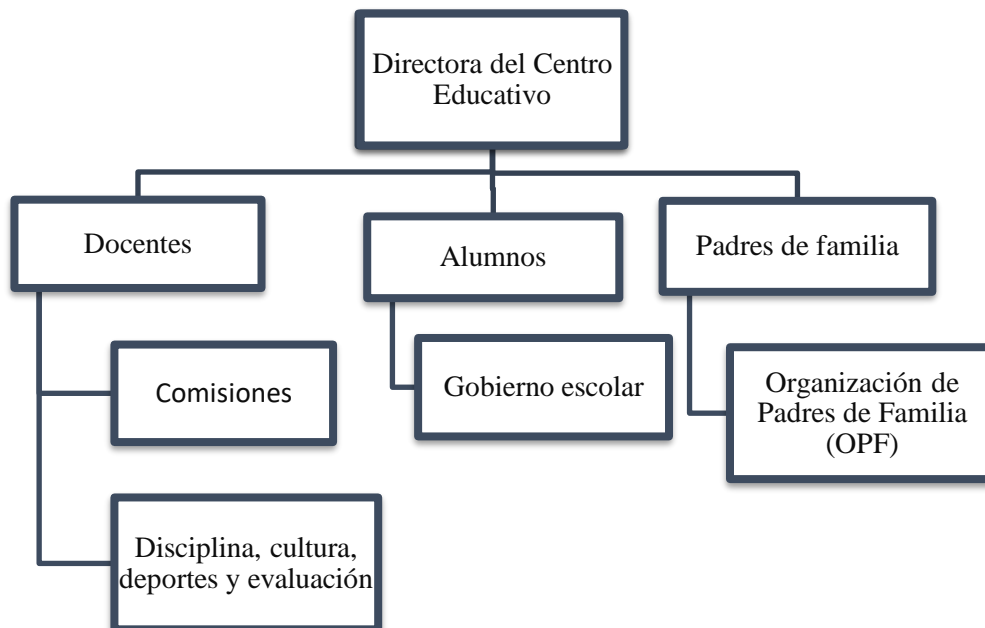 Directora del Centro
Educativo
Docentes
Alumnos
Padres de familia
Comisiones
Gobierno escolar
Organización de
Padres de Familia
(OPF)
Disciplina, cultura,
deportes y evaluación